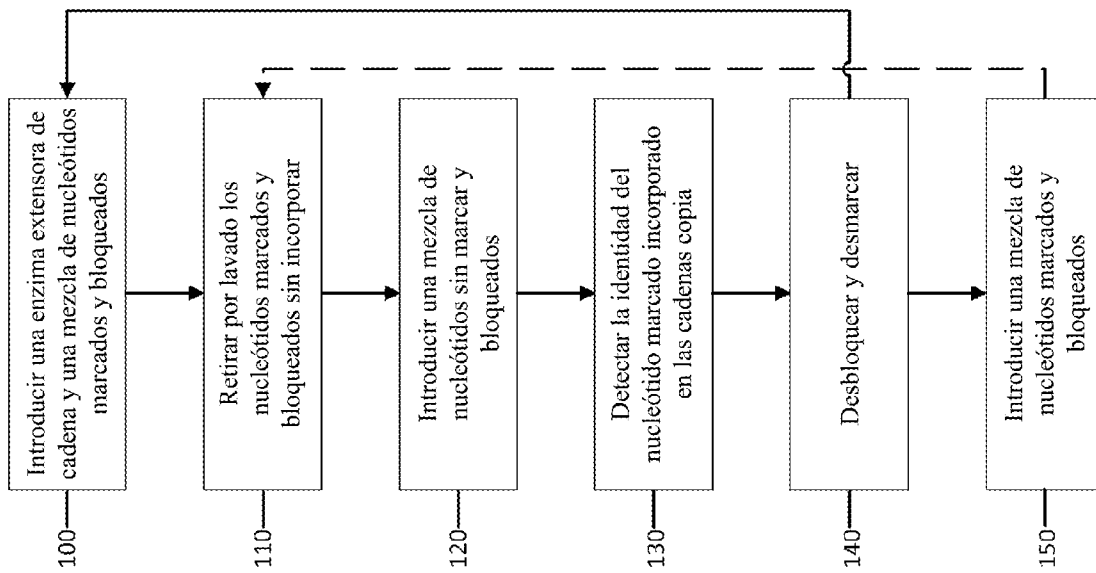 100
Introducir una enzima extensora de
cadena y una mezcla de nucleótidos
marcados y bloqueados
110
Retirar por lavado los
nucleótidos marcados y
bloqueados sin incorporar
120
Introducir una mezcla de
nucleótidos sin marcar y
bloqueados
130
Detectar la identidad del
nucleótido marcado incorporado
en las cadenas copia
140
Desbloquear y desmarcar
150
Introducir una mezcla de
nucleótidos marcados y
bloqueados